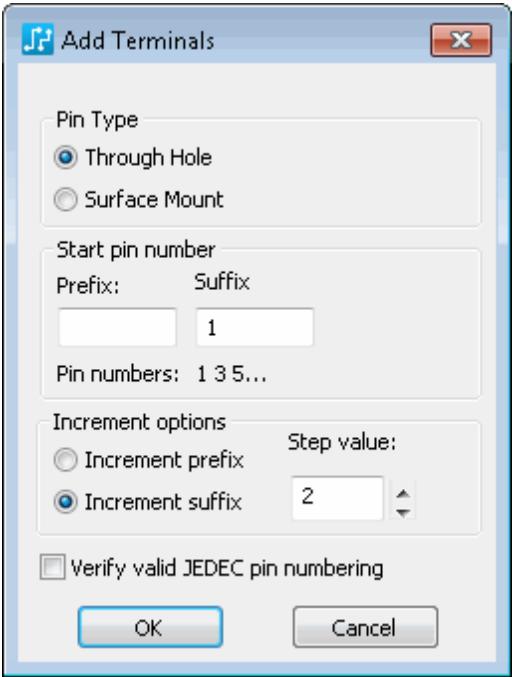 Add Terminals
Pin Type
Through Hole
Surface Mount
Start pin number
Prefix: Suffix
1
Pin numbers: 1 3 5...
Increment options
Step value:
Increment prefix
Increment suffix 2
Verify valid JEDEC pin numbering
OK Cancel